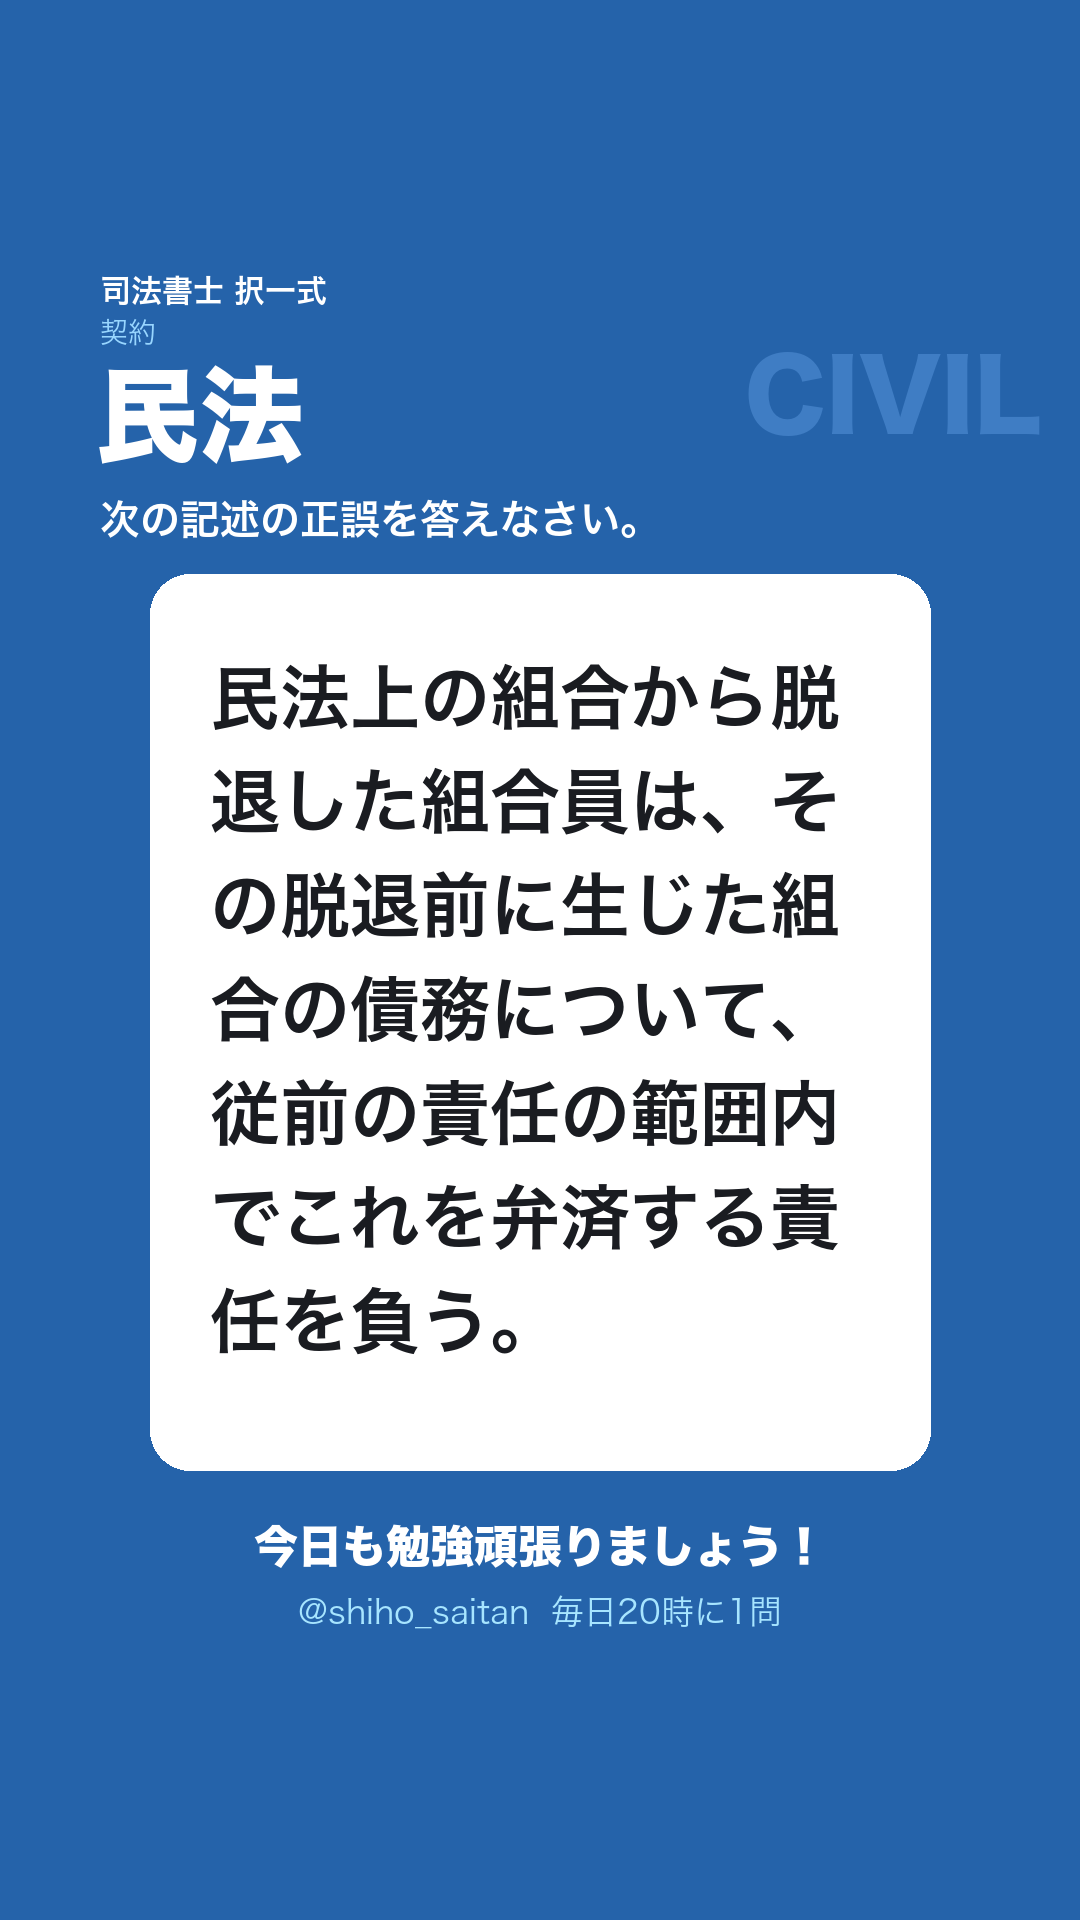 司法書士 択一式
契約
民法
CIVIL
次の記述の正誤を答えなさい。
民法上の組合から脱
退した組合員は、そ
の脱退前に生じた組
合の債務について、
従前の責任の範囲内
でこれを弁済する責
任を負う。
今日も勉強頑張りましょう！
@shiho_saitan 毎日20時に1問